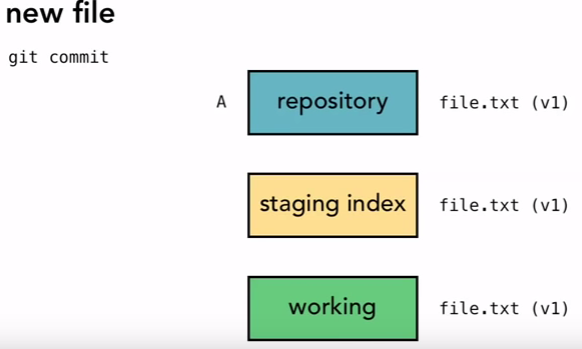 new file
git commit
A repository file.txt (v1)
staging index file.txt (v1)
working file.txt (v1)